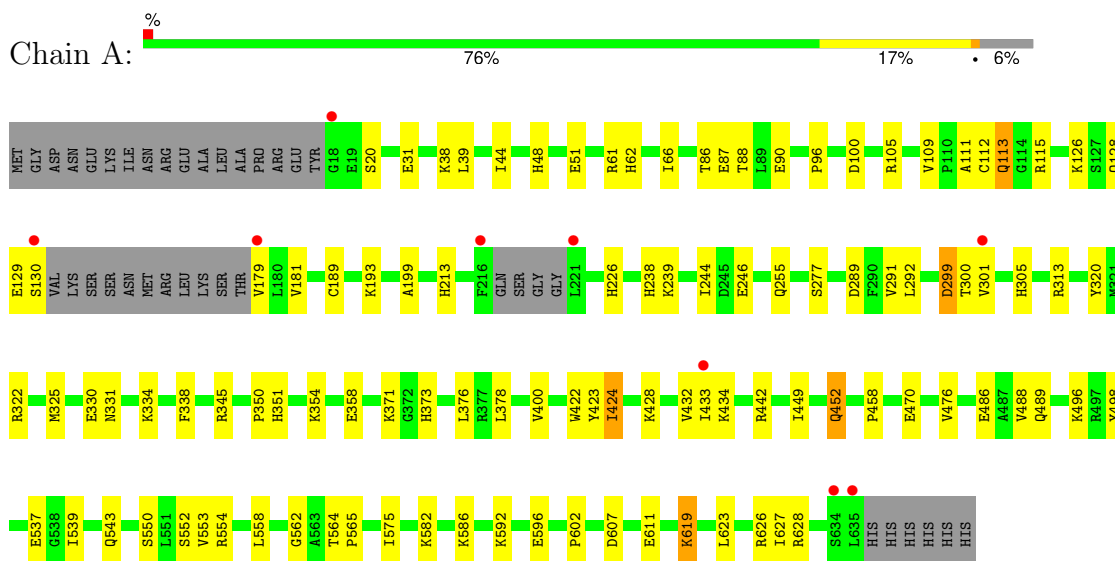 %
Chain A:
76% 17% • 6%
MET GLY ASP ASN GLU LYS ILE ASN ARG GLU ALA LEU ALA PRO ARG GLU TYR G18 E19 S20 E31 K38 L39 I44 H48 E51 R61 H62 I66 T86 E87 T88 L89 E90 P96 D100 R105 V109 P110 A111 C112 Q113 G114 R115 K126 S127
E129 S130 VAL LYS SER SER ASN MET ARG LEU LYS SER THR V179 L180 V181 C189 K193 A199 H213 F216 GLN SER GLY GLY L221 H226 H238 K239 I244 D245 E246 Q255 S277 D289 F290 V291 L292 D299 T300 V301 H305 R313 Y320 M321
R322 M325 E330 N331 K334 F338 R345 P350 H351 K354 E358 K371 G372 H373 L376 R377 L378 V400 W422 Y423 I424 K428 V432 I433 K434 R442 I449 Q452 P458 E470 V476 E486 A487 V488 Q489 K496 R497 Y498
E537 G538 I539 Q543 S550 L551 S552 V553 R554 L558 G562 A563 T564 P565 I575 K582 K586 K592 E596 P602 D607 E611 K619 L623 R626 I627 R628 S634 L635 HIS HIS HIS HIS HIS HIS